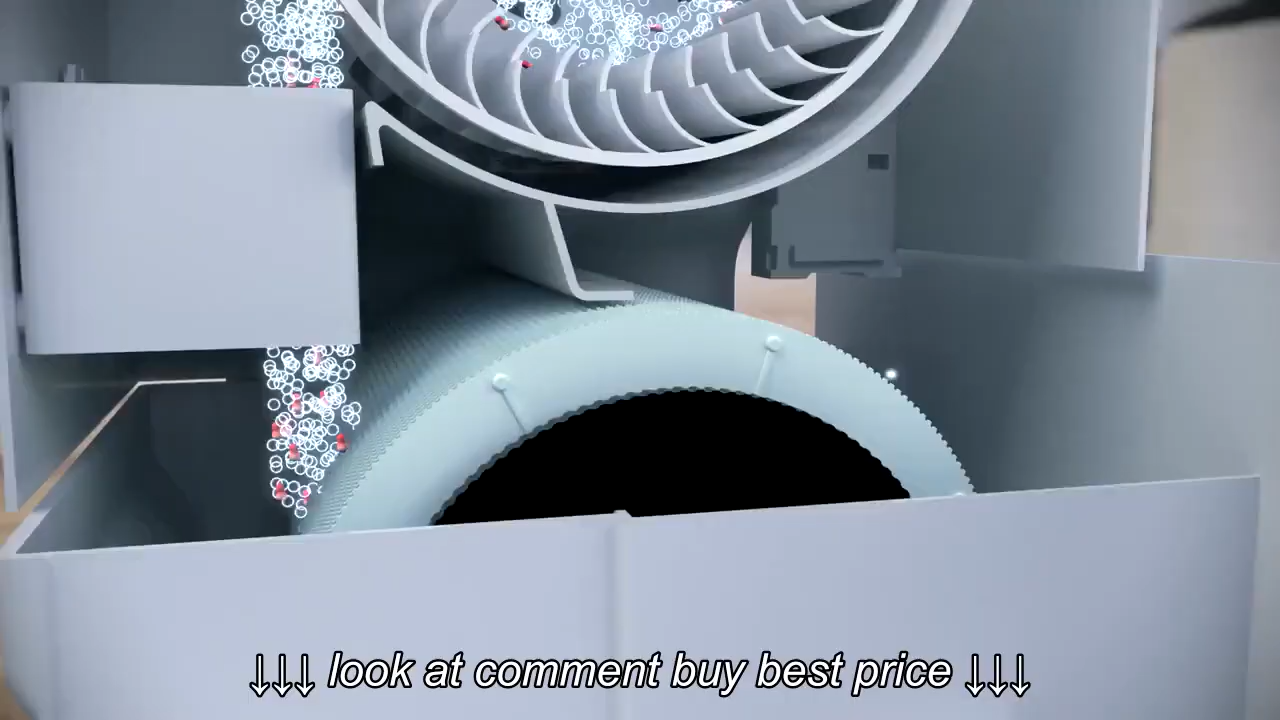 ↓↓↓ look at comment buy best price ↓↓↓